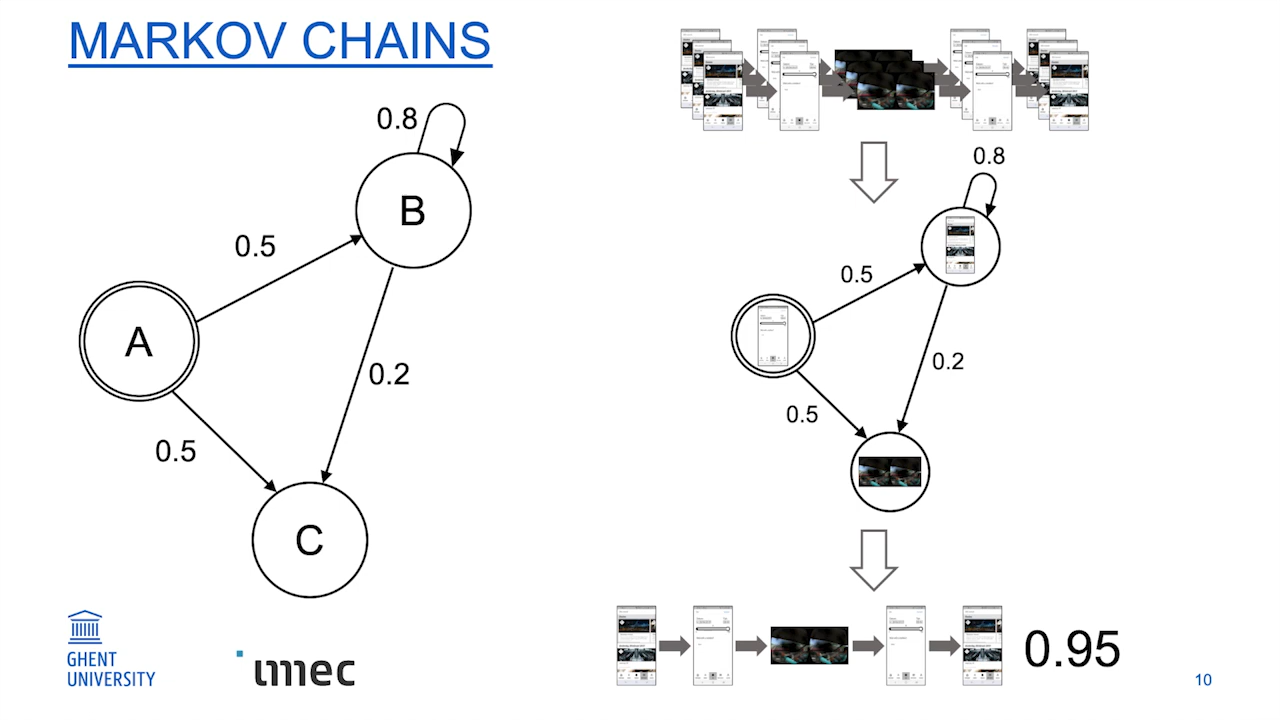 MARKOV CHAINS
0.8
B
0.5
A
0.2
0.5
C
0.8
0.5
0.2
0.5
0.95
GHENT
UNIVERSITY
imec
10